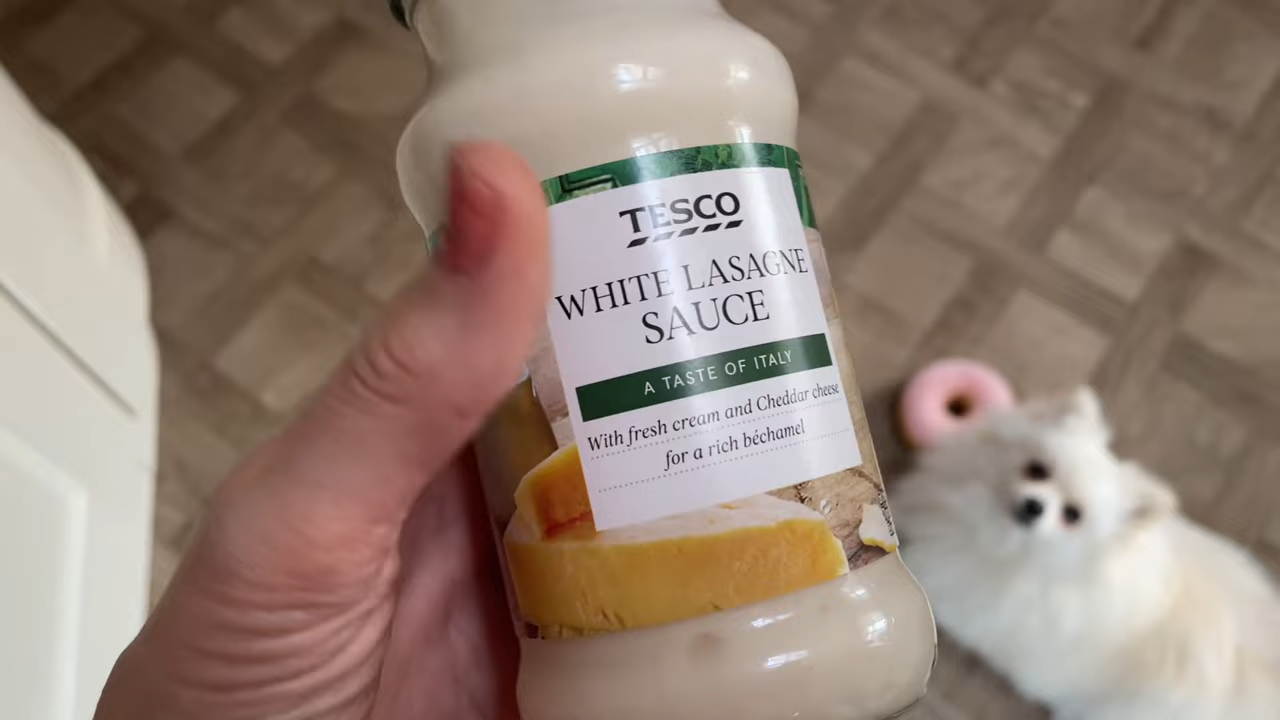 TESCO
WHITE LASAGNE
SAUCE
A TASTE OF ITALY
With fresh cream and Cheddar cheese
for a rich béchamel